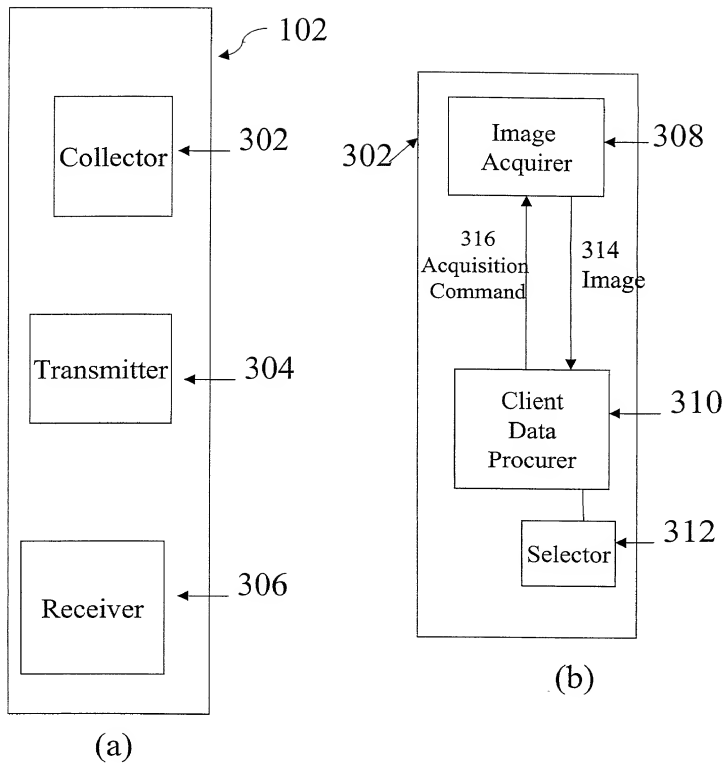 102
Collector
302
Transmitter
304
Receiver
306
(a)
302
Image
Acquirer
308
316
Acquisition
Command
314
Image
Client
Data
Procurer
310
Selector
312
(b)